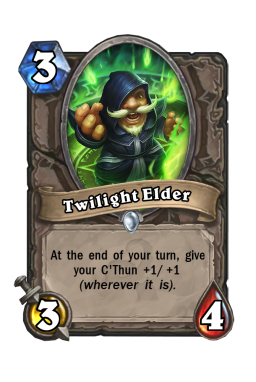 3
Twilight Elder
At the end of your turn, give
your C'Thun +1/ +1
(wherever it is).
3
4